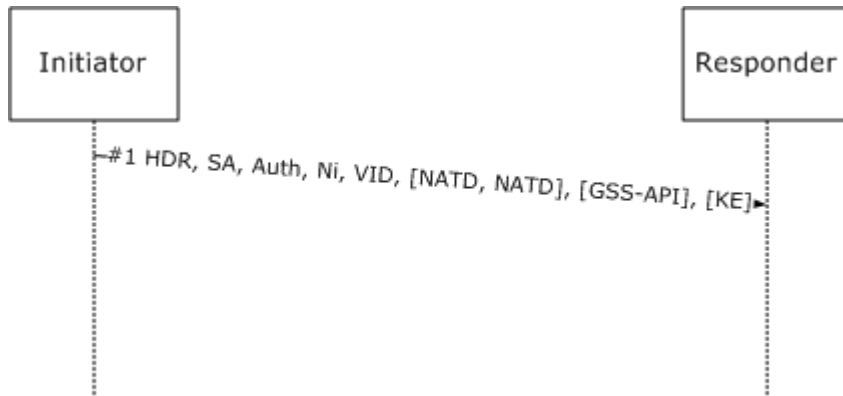 Initiator
Responder
#1 HDR, SA, Auth, Ni, VID, [NATD, NATD], [GSS-API], [KE]